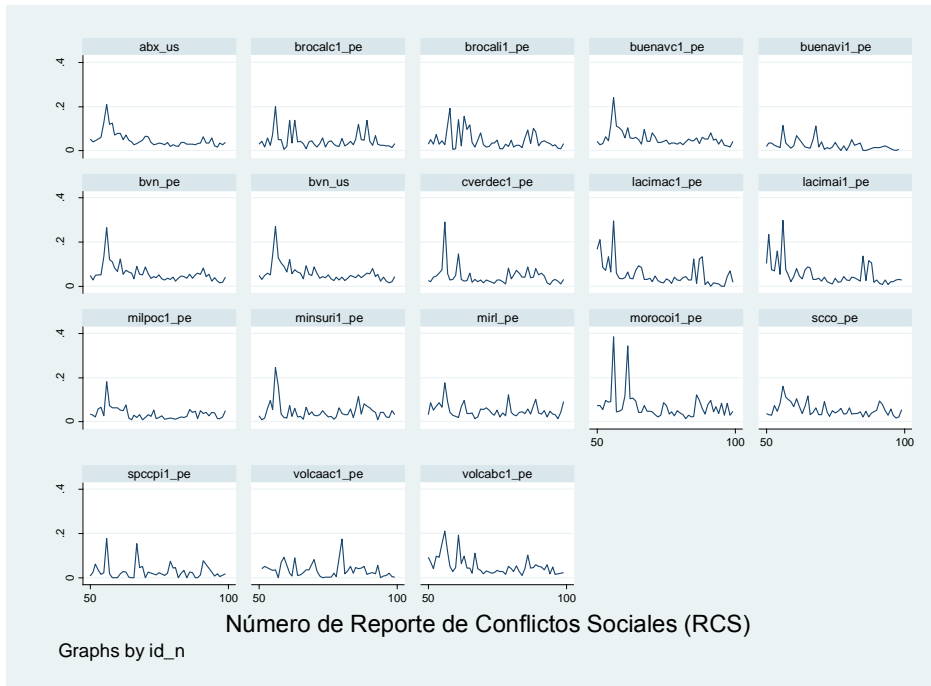 abx_us brocalc1_pe brocali1_pe buenavc1_pe buenavi1_pe
.4
.2
0
bvn_pe bvn_us cverdec1_pe lacimac1_pe lacimai1_pe
.4
.2
0
milpoc1_pe minsuri1_pe mirl_pe morocoi1_pe scco_pe
.4
.2
0
50 100 50 100
spccpi1_pe volcaac1_pe volcabc1_pe
.4
.2
0
50 100 50 100 50 100
Número de Reporte de Conflictos Sociales (RCS)
Graphs by id_n